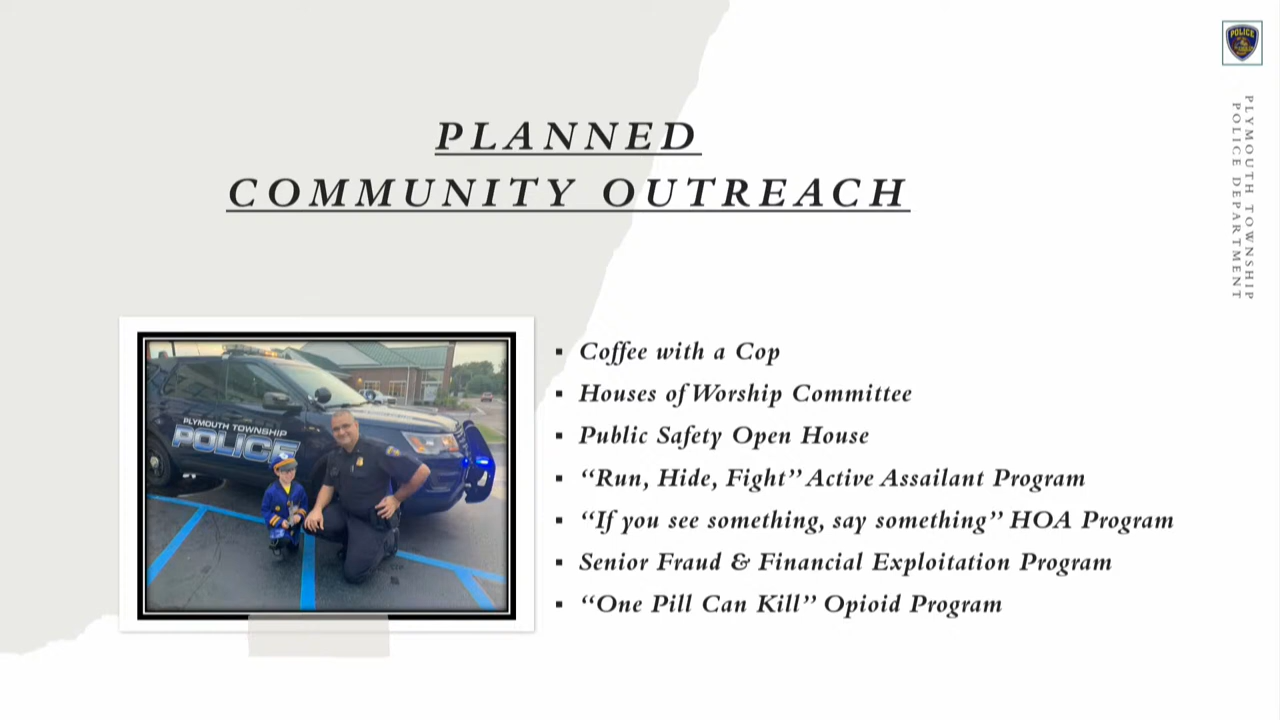 PLANNED
COMMUNITY OUTREACH
POLICE
PLYMOUTH TOWNSHIP
POLICE DEPARTMENT
PLYMOUTH TOWNSHIP
POLICE
▪ Coffee with a Cop
▪ Houses of Worship Committee
▪ Public Safety Open House
▪ “Run, Hide, Fight” Active Assailant Program
▪ “If you see something, say something” HOA Program
▪ Senior Fraud & Financial Exploitation Program
▪ “One Pill Can Kill” Opioid Program